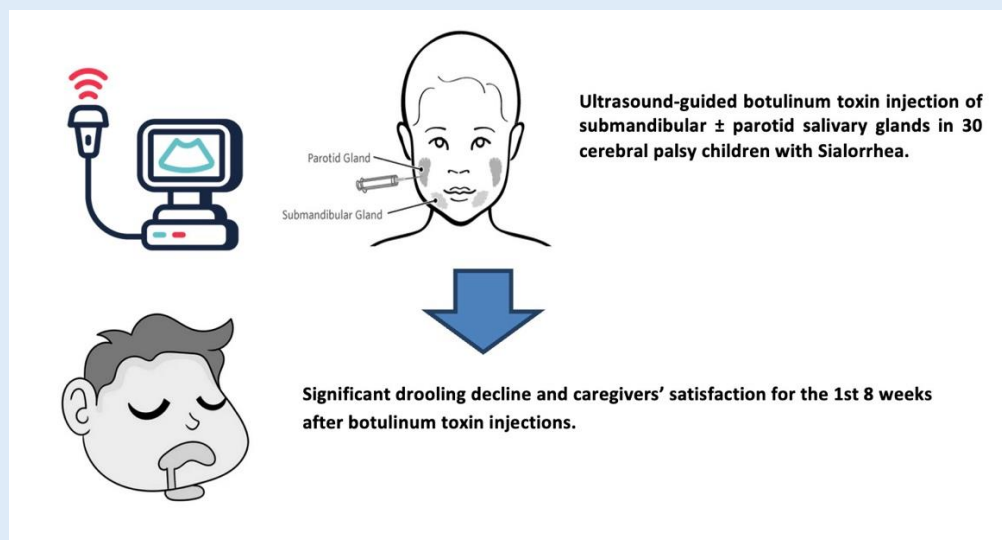 Ultrasound-guided botulinum toxin injection of
submandibular ± parotid salivary glands in 30
cerebral palsy children with Sialorrhea.
Parotid Gland
Submandibular Gland
Significant drooling decline and caregivers’ satisfaction for the 1st 8 weeks
after botulinum toxin injections.